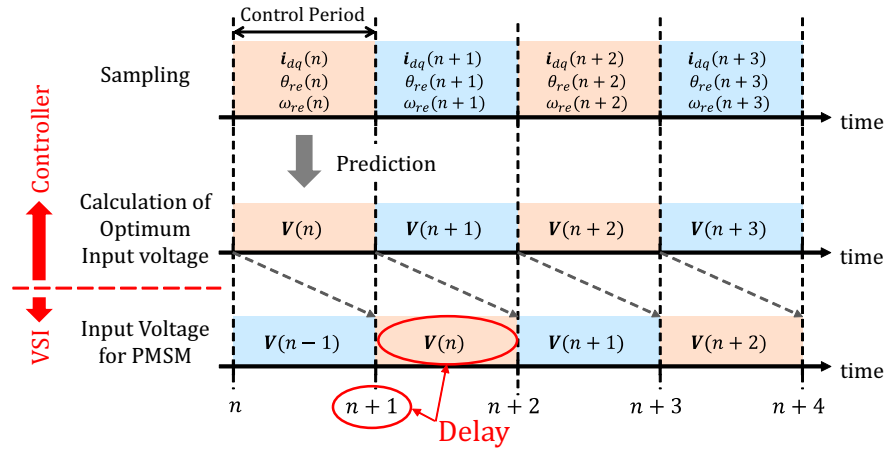 Control Period
Sampling
i_dq(n)
θ_re(n)
ω_re(n)
i_dq(n + 1)
θ_re(n + 1)
ω_re(n + 1)
i_dq(n + 2)
θ_re(n + 2)
ω_re(n + 2)
i_dq(n + 3)
θ_re(n + 3)
ω_re(n + 3)
time
Controller
Prediction
Calculation of
Optimum
Input voltage
V(n)
V(n + 1)
V(n + 2)
V(n + 3)
time
VSI
Input Voltage
for PMSM
V(n − 1)
V(n)
V(n + 1)
V(n + 2)
time
n
n + 1
n + 2
n + 3
n + 4
Delay